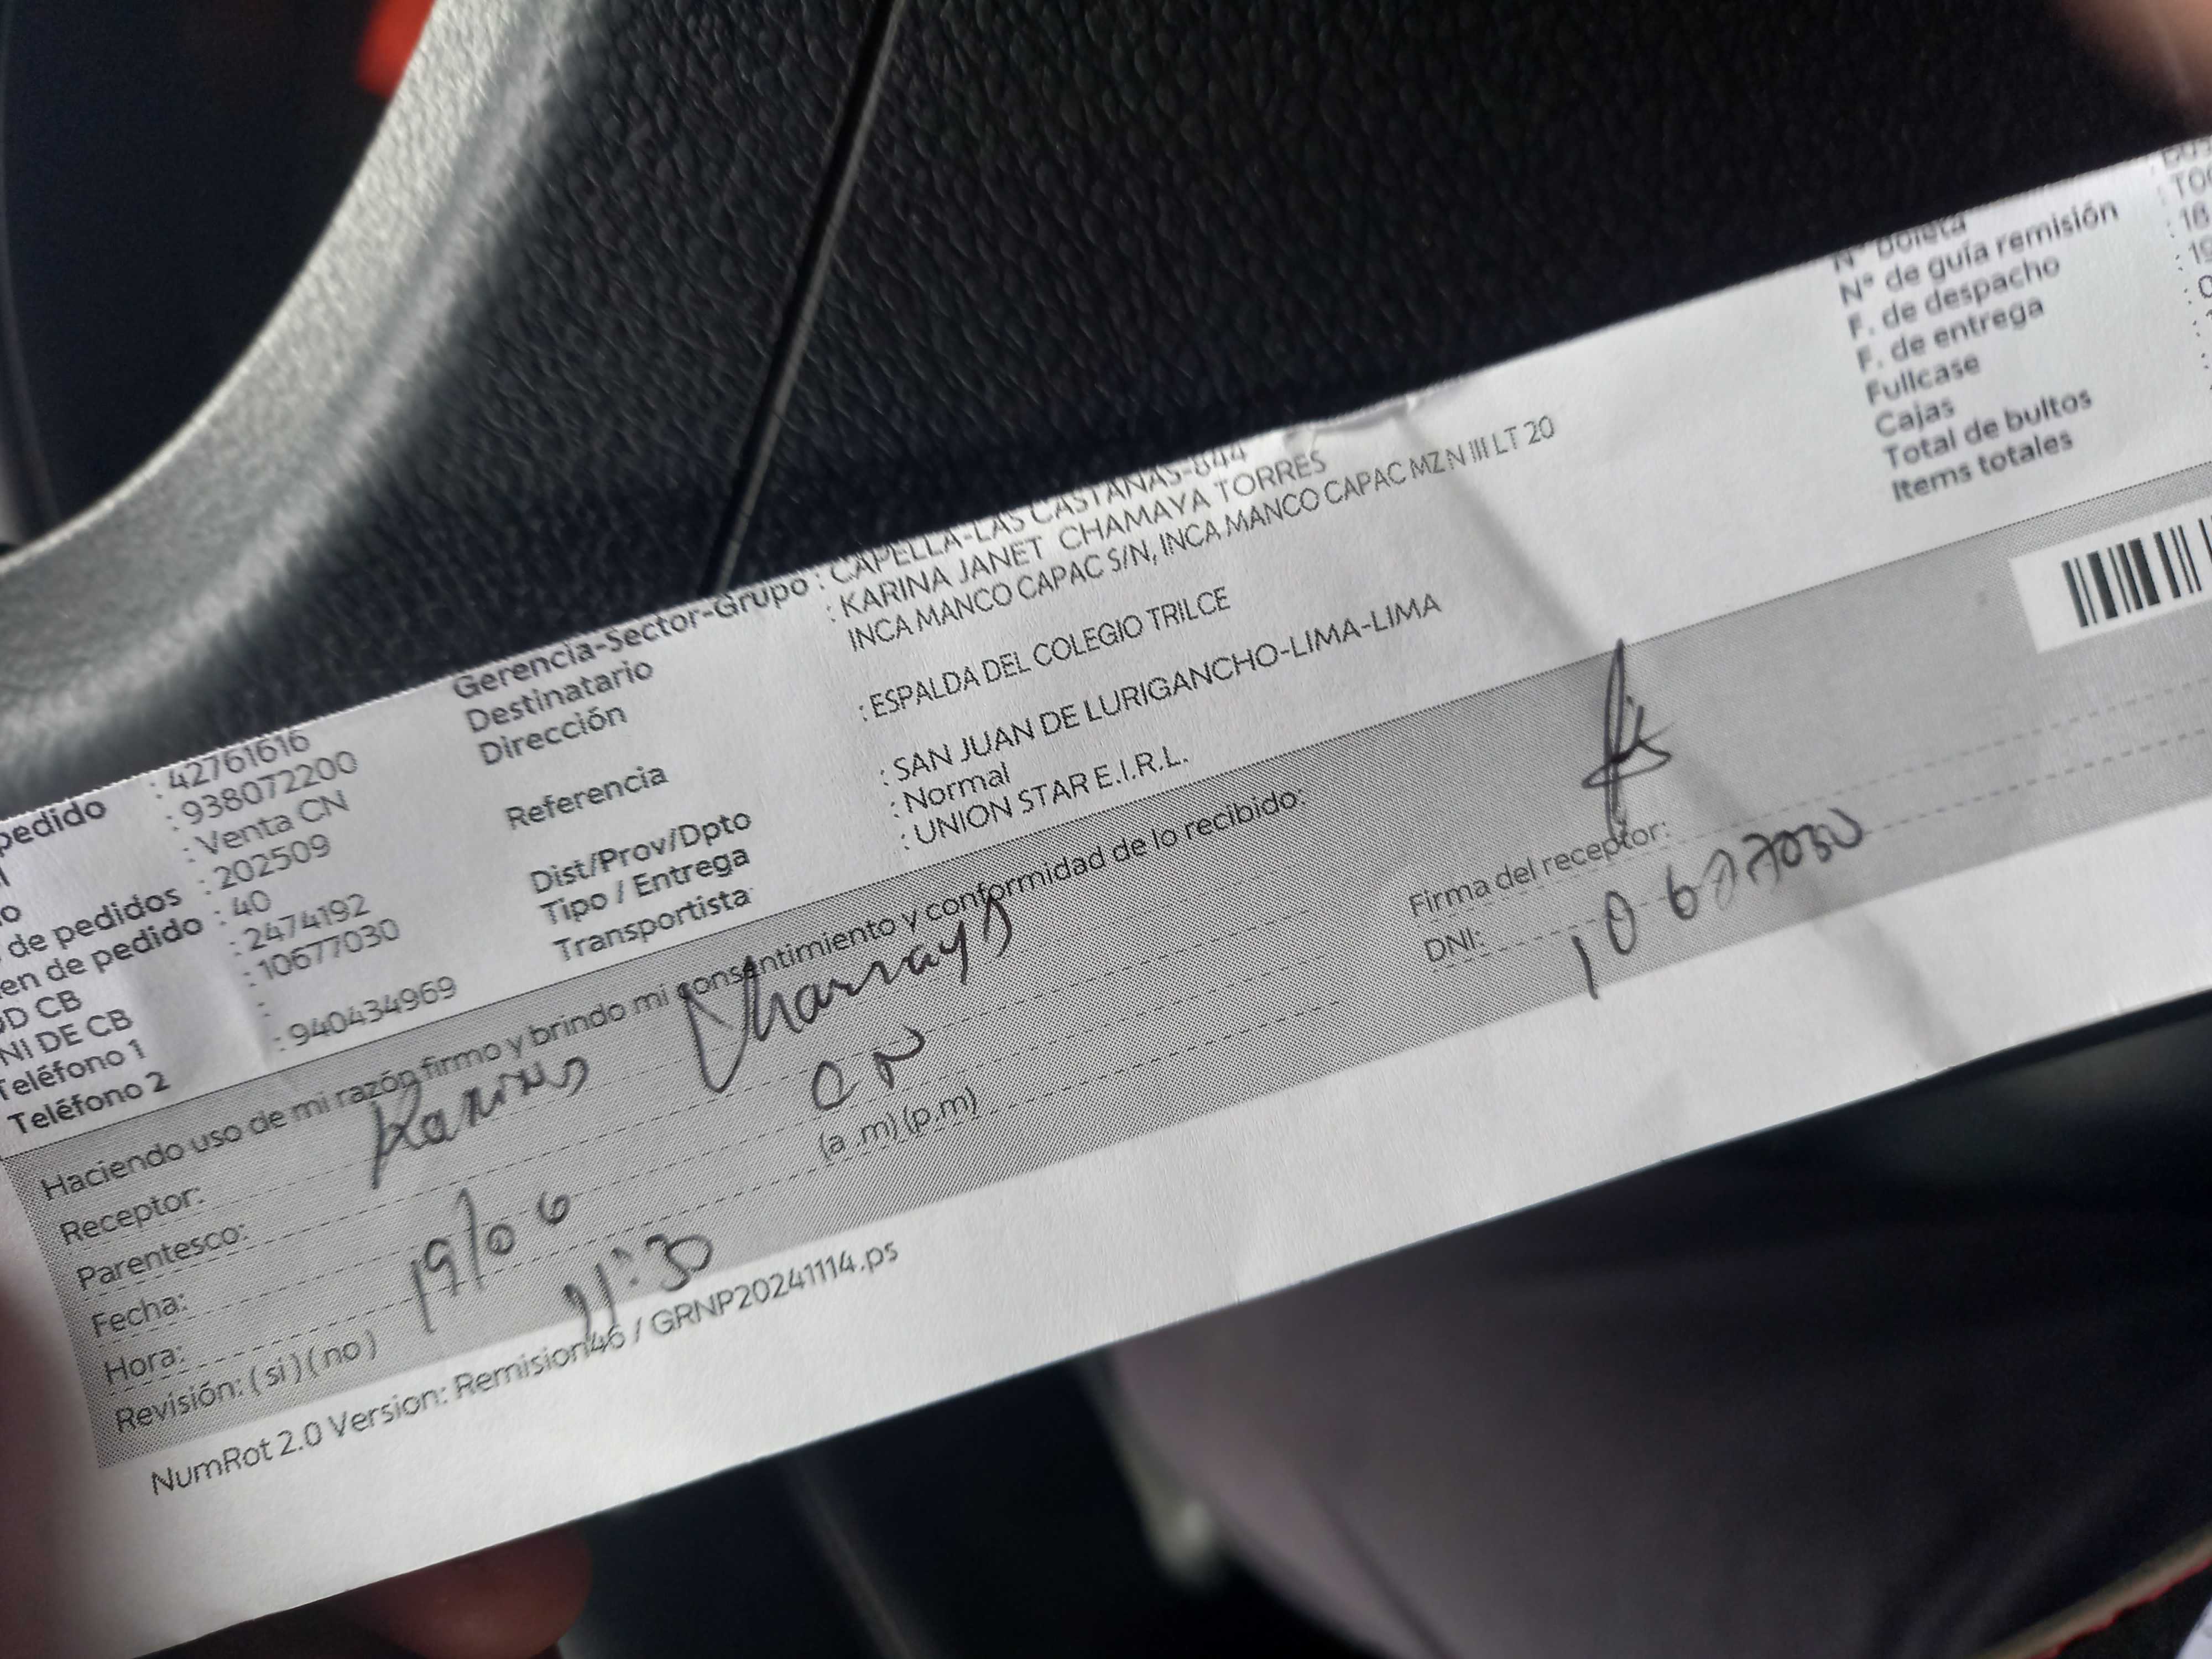 pedido : 42761616
: 938072200
o : Venta CN
de pedidos : 202509
en de pedido : 40
OD CB : 2474192
NI DE CB : 10677030
Teléfono 1 :
Teléfono 2 : 940434969
Gerencia-Sector-Grupo : CAPELLA-LAS CASTAÑAS-844
Destinatario : KARINA JANET CHAMAYA TORRES
Dirección INCA MANCO CAPAC S/N, INCA MANCO CAPAC MZ N III LT 20
Referencia : ESPALDA DEL COLEGIO TRILCE
Dist/Prov/Dpto : SAN JUAN DE LURIGANCHO-LIMA-LIMA
Tipo / Entrega : Normal
Transportista : UNION STAR E.I.R.L.
N° boleta
N° de guía remisión
F. de despacho : 18
F. de entrega : 19
Fullcase
Cajas
Total de bultos
Items totales
Haciendo uso de mi razón firmo y brindo mi consentimiento y conformidad de lo recibido:
Receptor: Karina
Parentesco:
Fecha: 19/06
Hora: 11:30 (a .m) (p.m)
Revisión: ( si ) ( no )
Firma del receptor:
DNI: 10677030
NumRot 2.0 Version: Remision46 / GRNP20241114.ps